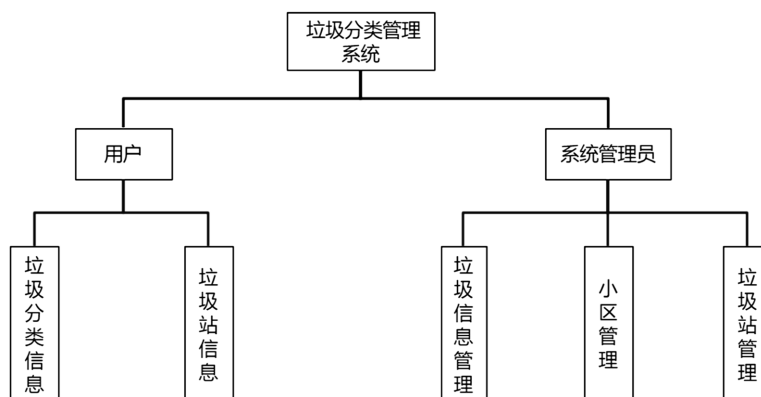 垃圾分类管理
系统
用户
系统管理员
垃圾分类信息
垃圾站信息
垃圾信息管理
小区管理
垃圾站管理